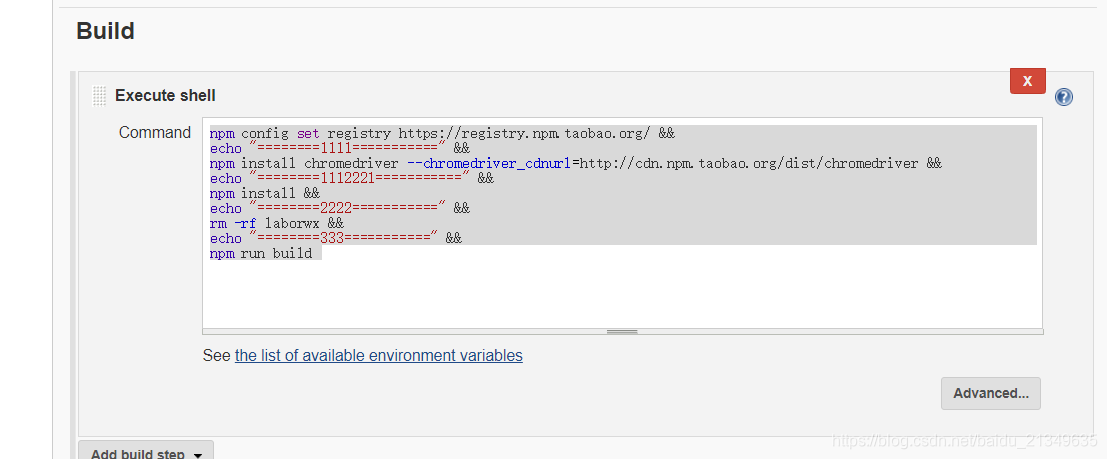 Build
X
Execute shell
?
Command
npm config set registry https://registry.npm.taobao.org/ &&
echo "========1111===========" &&
npm install chromedriver --chromedriver_cdnurl=http://cdn.npm.taobao.org/dist/chromedriver &&
echo "========1112221===========" &&
npm install &&
echo "========2222===========" &&
rm -rf laborwx &&
echo "========333===========" &&
npm run build
See the list of available environment variables
Advanced...
https://blog.csdn.net/baidu_21349635
Add build step